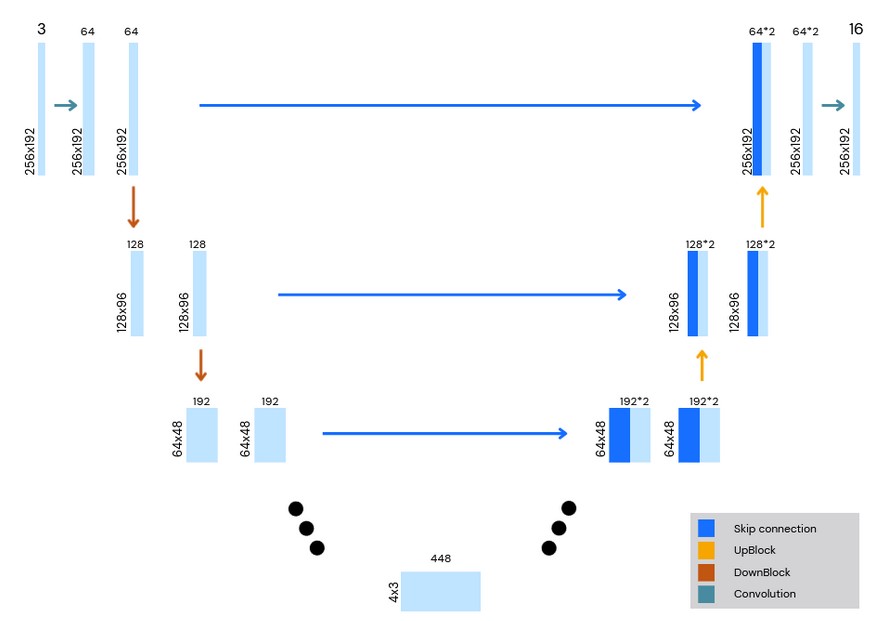 3
64
64
64*2
64*2
16
256x192
256x192
256x192
256x192
256x192
256x192
128
128
128*2
128*2
128x96
128x96
128x96
128x96
192
192
192*2
192*2
64x48
64x48
64x48
64x48
448
4x3
Skip connection
UpBlock
DownBlock
Convolution